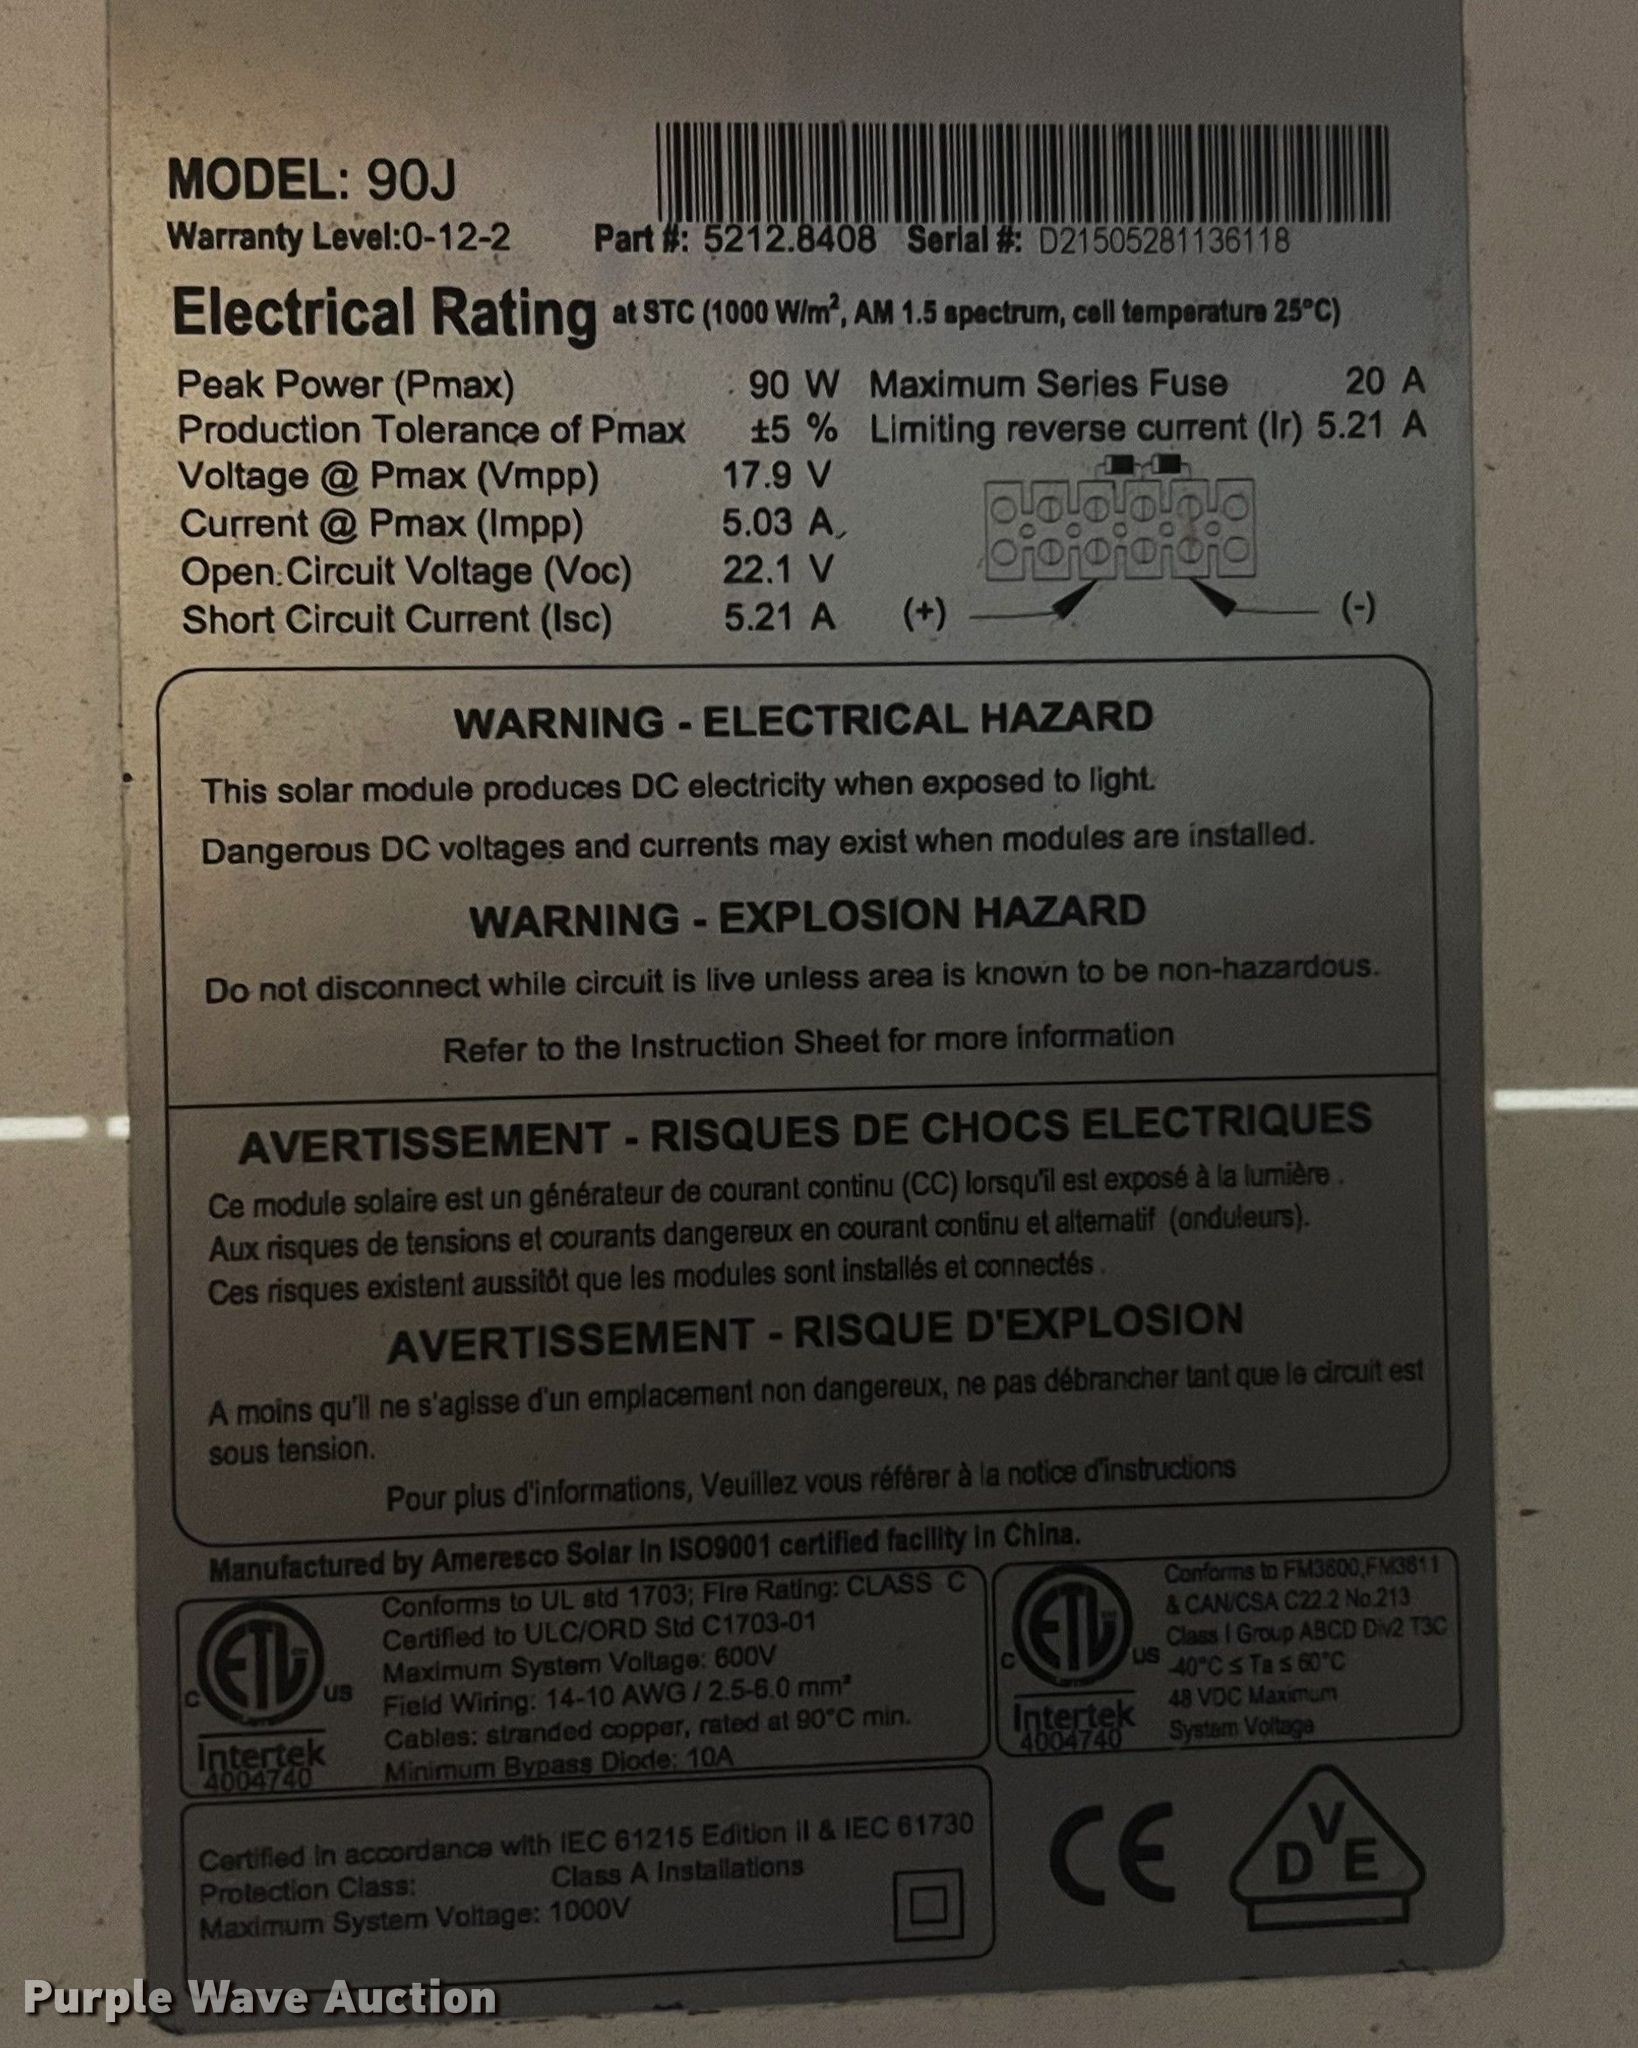 MODEL: 90J
Warranty Level:0-12-2 Part #: 5212.8408 Serial #: D21505281136118
Electrical Rating at STC (1000 W/m², AM 1.5 spectrum, cell temperature 25°C)
Peak Power (Pmax) 90 W Maximum Series Fuse 20 A
Production Tolerance of Pmax ±5 % Limiting reverse current (Ir) 5.21 A
Voltage @ Pmax (Vmpp) 17.9 V
Current @ Pmax (Impp) 5.03 A
Open Circuit Voltage (Voc) 22.1 V
Short Circuit Current (Isc) 5.21 A (+) (-)
WARNING - ELECTRICAL HAZARD
This solar module produces DC electricity when exposed to light.
Dangerous DC voltages and currents may exist when modules are installed.
WARNING - EXPLOSION HAZARD
Do not disconnect while circuit is live unless area is known to be non-hazardous.
Refer to the Instruction Sheet for more information
AVERTISSEMENT - RISQUES DE CHOCS ELECTRIQUES
Ce module solaire est un générateur de courant continu (CC) lorsqu'il est exposé à la lumière .
Aux risques de tensions et courants dangereux en courant continu et alternatif (onduleurs).
Ces risques existent aussitôt que les modules sont installés et connectés .
AVERTISSEMENT - RISQUE D'EXPLOSION
A moins qu'il ne s'agisse d'un emplacement non dangereux, ne pas débrancher tant que le circuit est
sous tension.
Pour plus d'informations, Veuillez vous référer à la notice d'instructions
Manufactured by Ameresco Solar in ISO9001 certified facility in China.
ETL
C US
Intertek
4004740
Conforms to UL std 1703; Fire Rating: CLASS C
Certified to ULC/ORD Std C1703-01
Maximum System Voltage: 600V
Field Wiring: 14-10 AWG / 2.5-6.0 mm²
Cables: stranded copper, rated at 90°C min.
Minimum Bypass Diode: 10A
ETL
C US
Intertek
4004740
Conforms to FM3600,FM3611
& CAN/CSA C22.2 No.213
Class I Group ABCD Div2 T3C
-40°C ≤ Ta ≤ 60°C
48 VDC Maximum
System Voltage
Certified in accordance with IEC 61215 Edition II & IEC 61730
Protection Class: Class A Installations
Maximum System Voltage: 1000V
CE
DVE
Purple Wave Auction